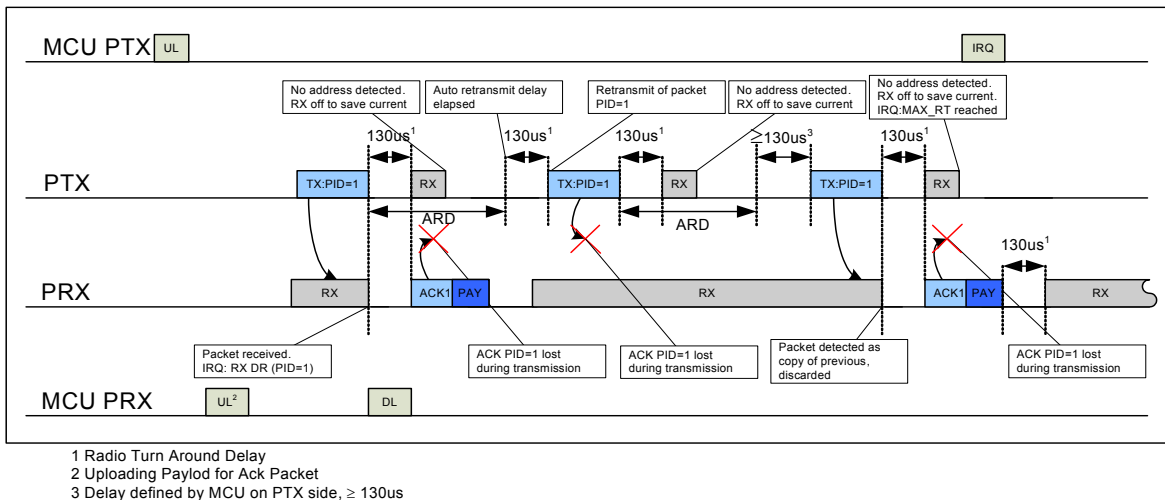 MCU PTX
UL
IRQ
No address detected.
RX off to save current
Auto retransmit delay
elapsed
Retransmit of packet
PID=1
No address detected.
RX off to save current
No address detected.
RX off to save current.
IRQ:MAX_RT reached
130us¹
130us¹
130us¹
≥130us³
130us¹
PTX
TX:PID=1
RX
TX:PID=1
RX
TX:PID=1
RX
ARD
ARD
130us¹
PRX
RX
ACK1
PAY
RX
ACK1
PAY
RX
Packet received.
IRQ: RX DR (PID=1)
ACK PID=1 lost
during transmission
ACK PID=1 lost
during transmission
Packet detected as
copy of previous,
discarded
ACK PID=1 lost
during transmission
MCU PRX
UL²
DL
1 Radio Turn Around Delay
2 Uploading Paylod for Ack Packet
3 Delay defined by MCU on PTX side, ≥ 130us